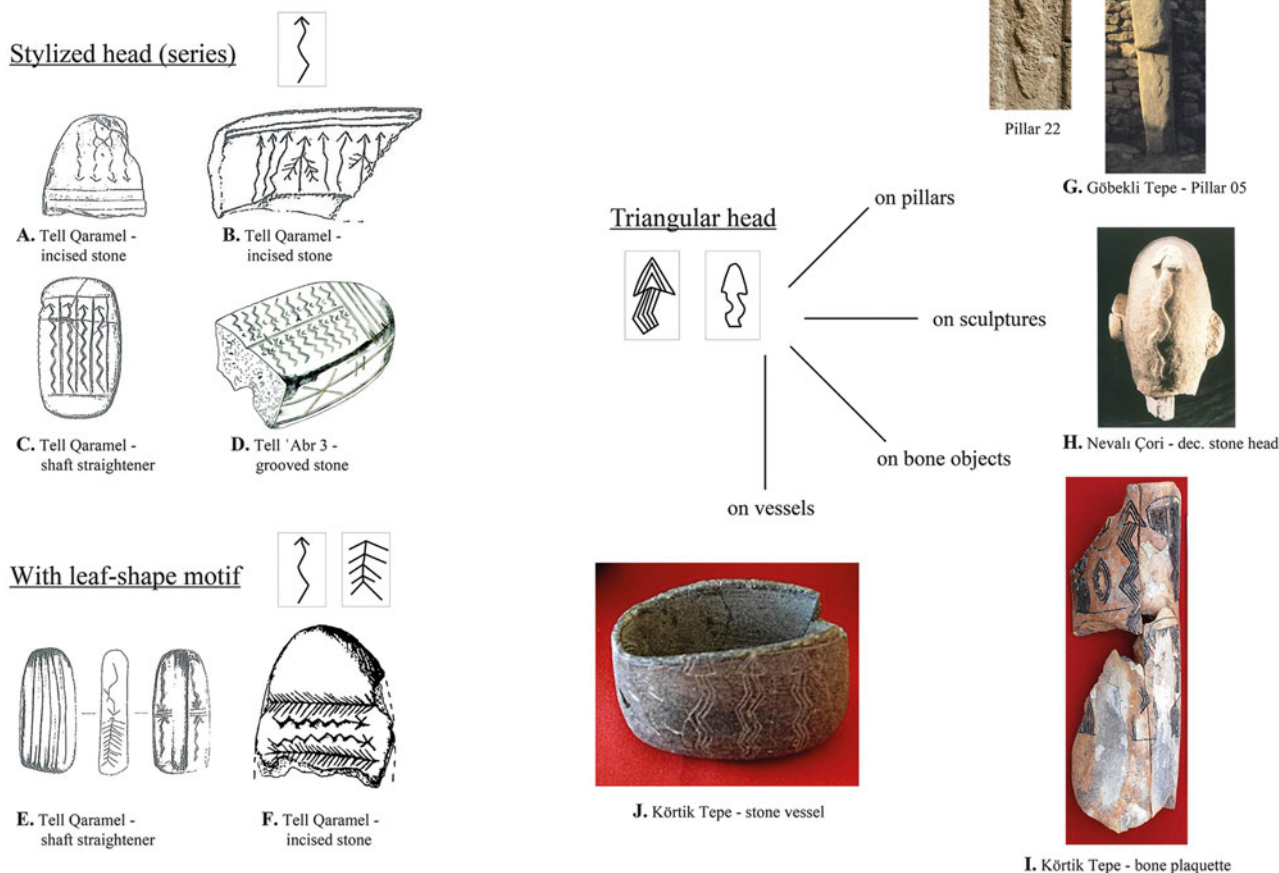 Stylized head (series)
A. Tell Qaramel -
incised stone
B. Tell Qaramel -
incised stone
C. Tell Qaramel -
shaft straightener
D. Tell ʿAbr 3 -
grooved stone
With leaf-shape motif
E. Tell Qaramel -
shaft straightener
F. Tell Qaramel -
incised stone
Triangular head
on pillars
on sculptures
on bone objects
on vessels
Pillar 22
G. Göbekli Tepe - Pillar 05
H. Nevalı Çori - dec. stone head
I. Körtik Tepe - bone plaquette
J. Körtik Tepe - stone vessel